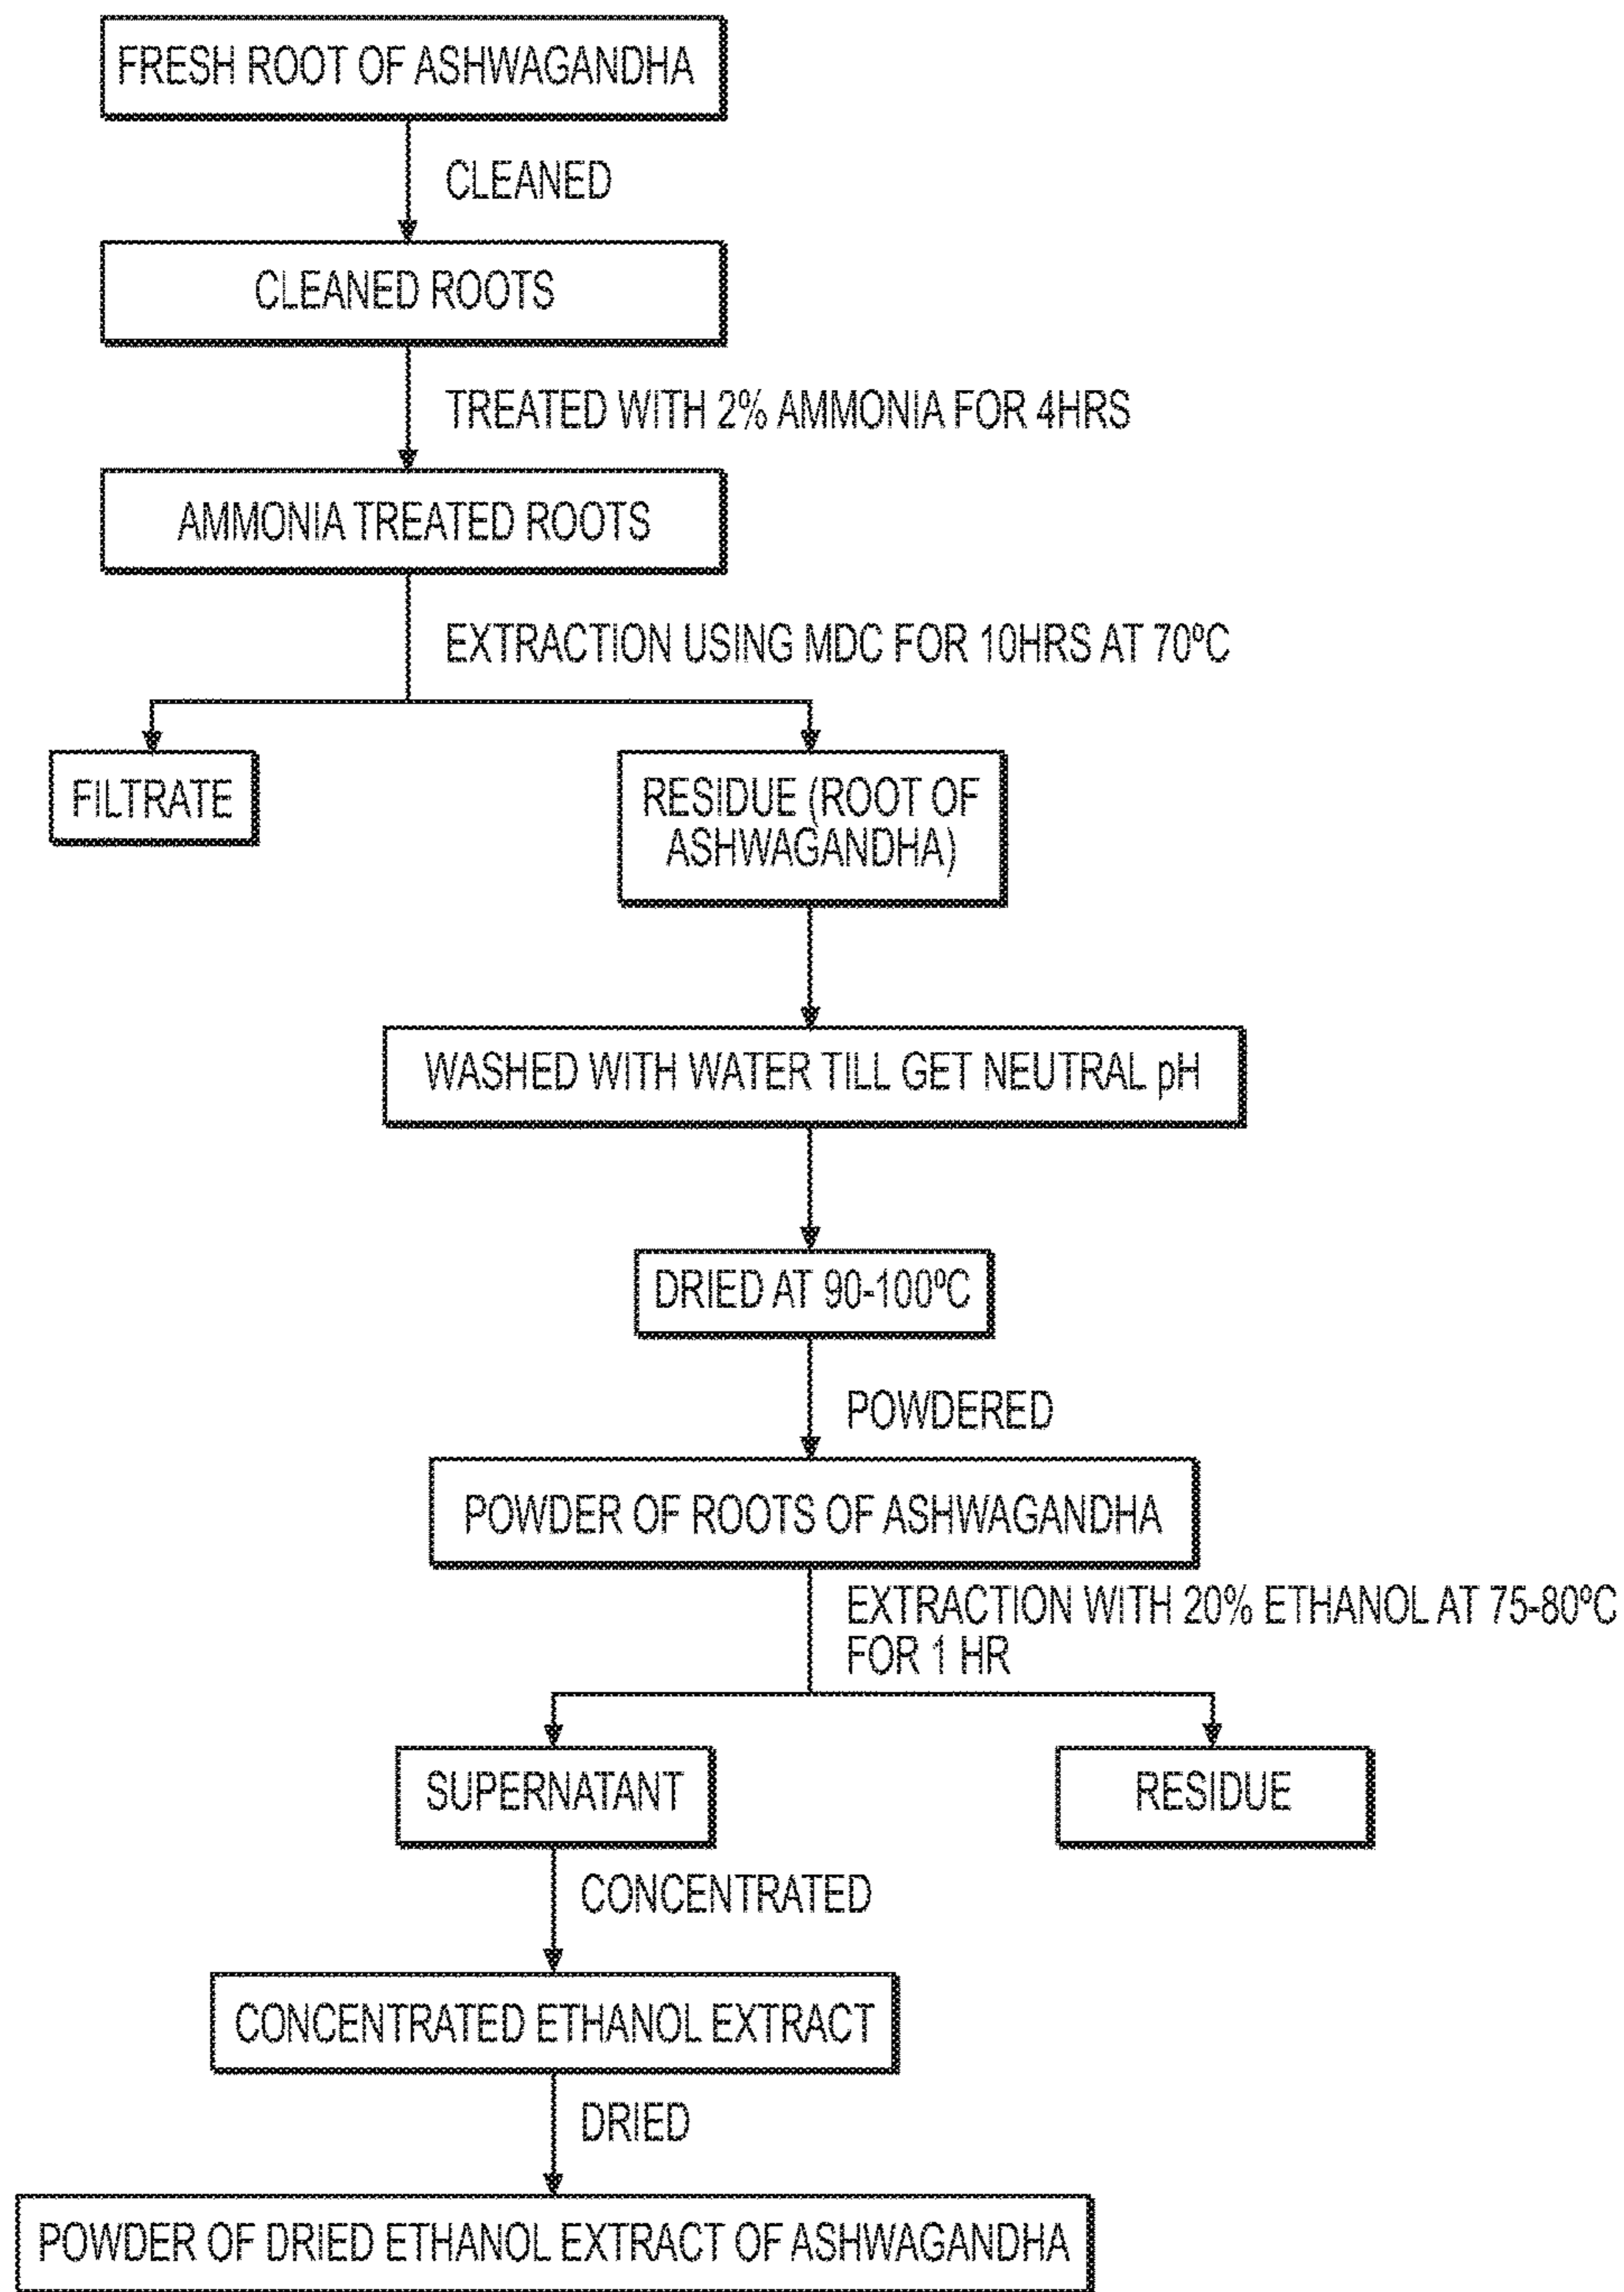 FRESH ROOT OF ASHWAGANDHA
CLEANED
CLEANED ROOTS
TREATED WITH 2% AMMONIA FOR 4HRS
AMMONIA TREATED ROOTS
EXTRACTION USING MDC FOR 10HRS AT 70ºC
FILTRATE
RESIDUE (ROOT OF
ASHWAGANDHA)
WASHED WITH WATER TILL GET NEUTRAL pH
DRIED AT 90-100ºC
POWDERED
POWDER OF ROOTS OF ASHWAGANDHA
EXTRACTION WITH 20% ETHANOL AT 75-80ºC
FOR 1 HR
SUPERNATANT
RESIDUE
CONCENTRATED
CONCENTRATED ETHANOL EXTRACT
DRIED
POWDER OF DRIED ETHANOL EXTRACT OF ASHWAGANDHA